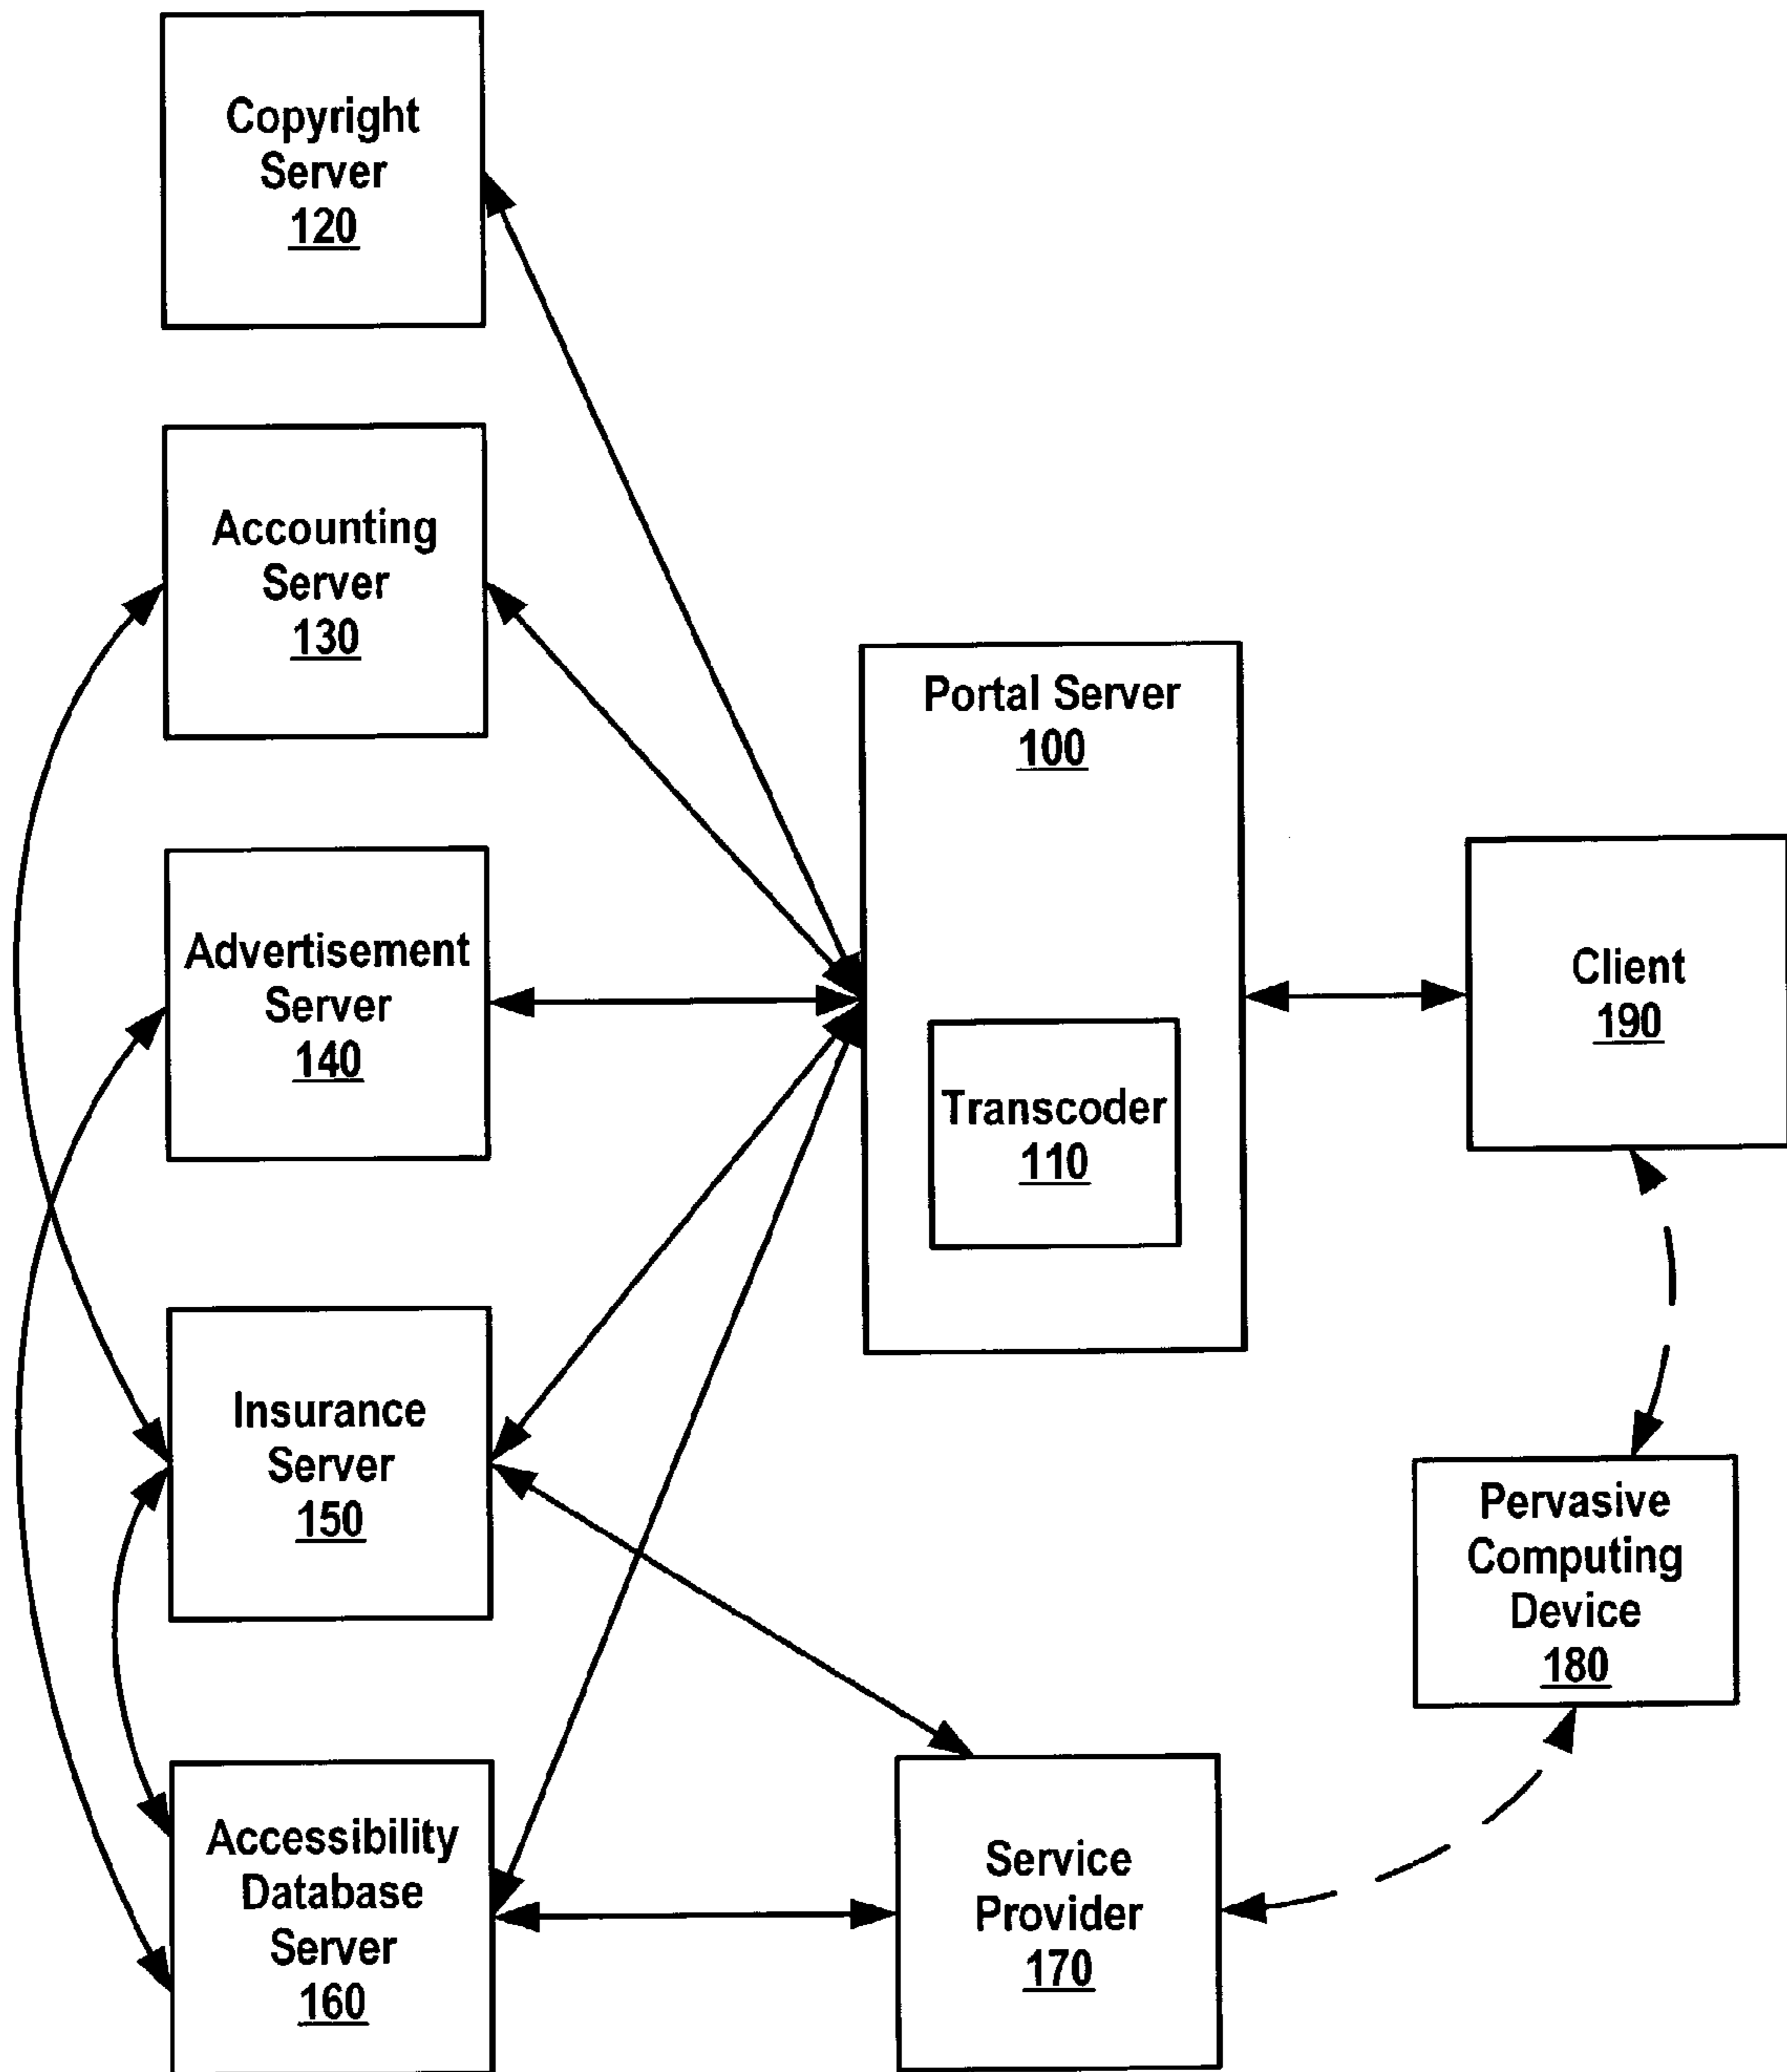 Copyright
Server
120
Accounting
Server
130
Portal Server
100
Advertisement
Server
140
Client
190
Transcoder
110
Insurance
Server
150
Pervasive
Computing
Device
180
Accessibility
Database
Server
160
Service
Provider
170